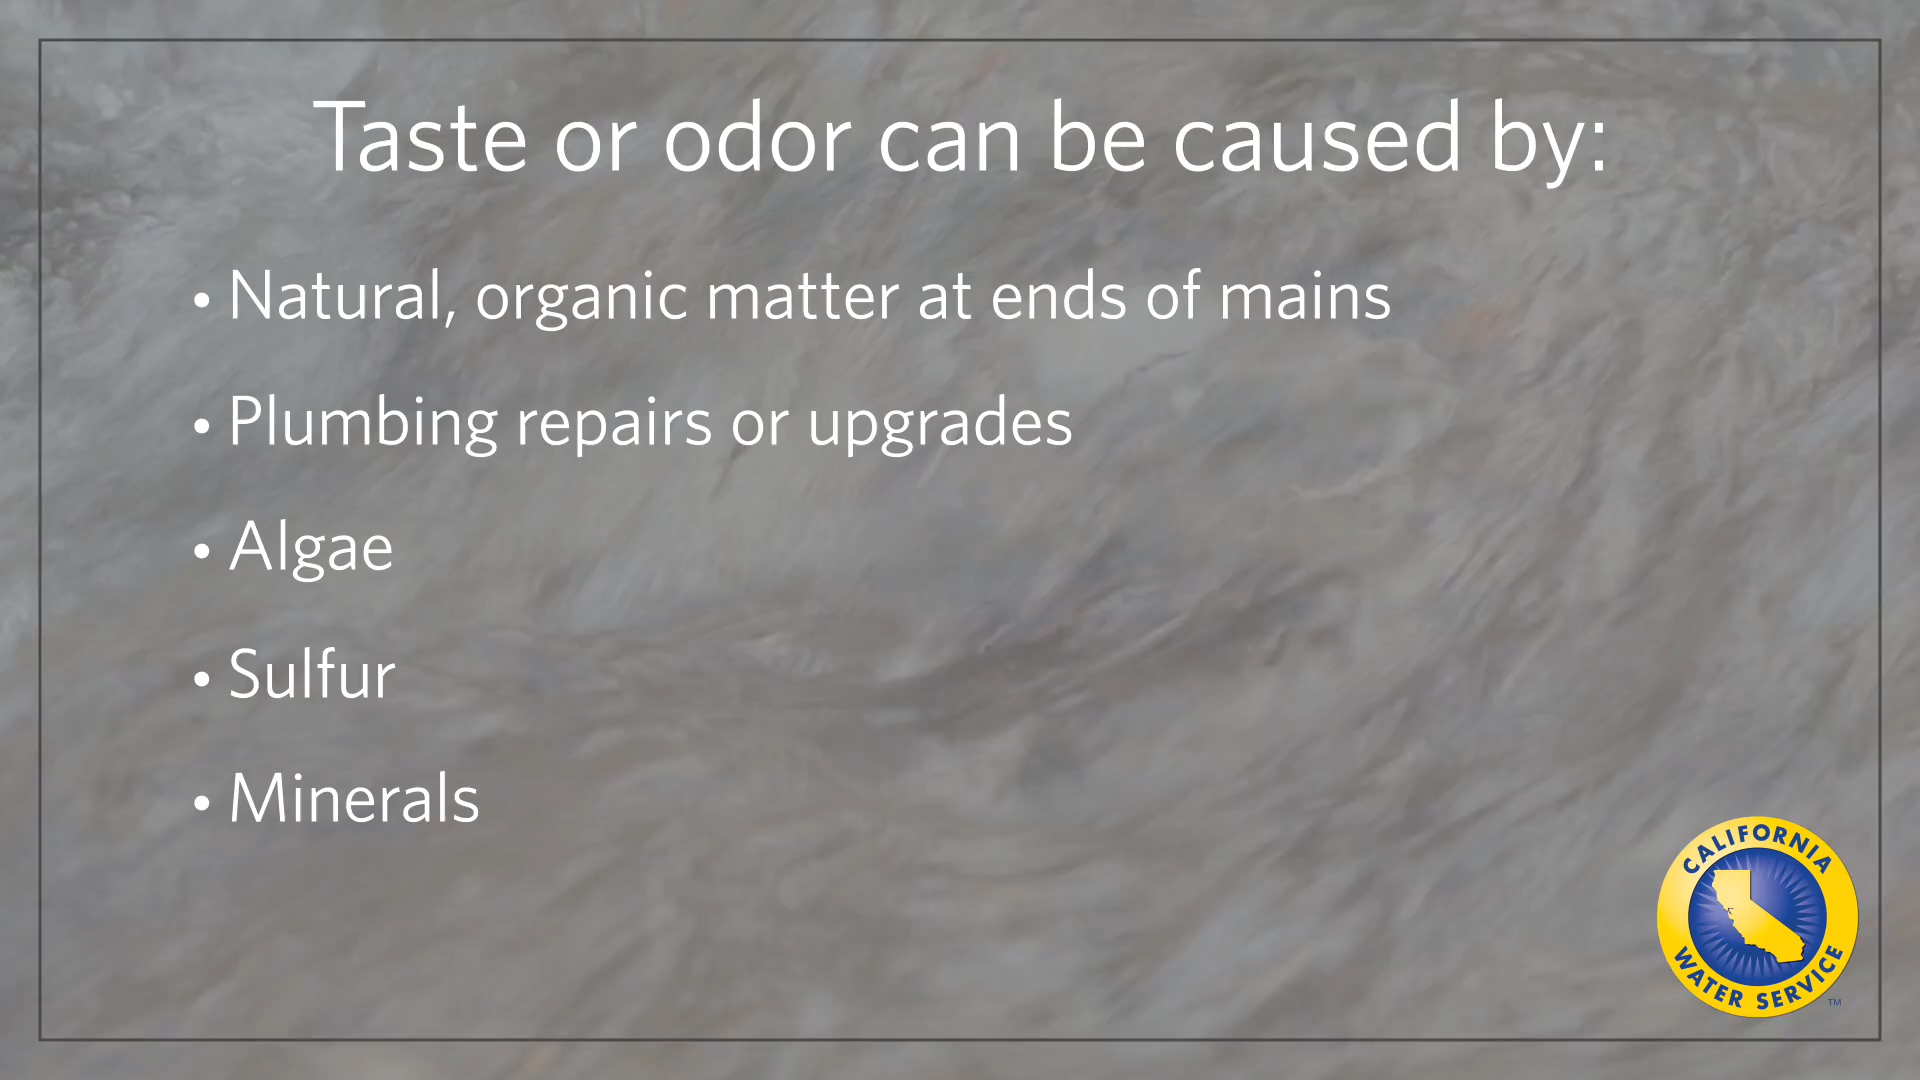 Taste or odor can be caused by:
• Natural, organic matter at ends of mains
• Plumbing repairs or upgrades
• Algae
• Sulfur
• Minerals
CALIFORNIA
WATER SERVICE
TM